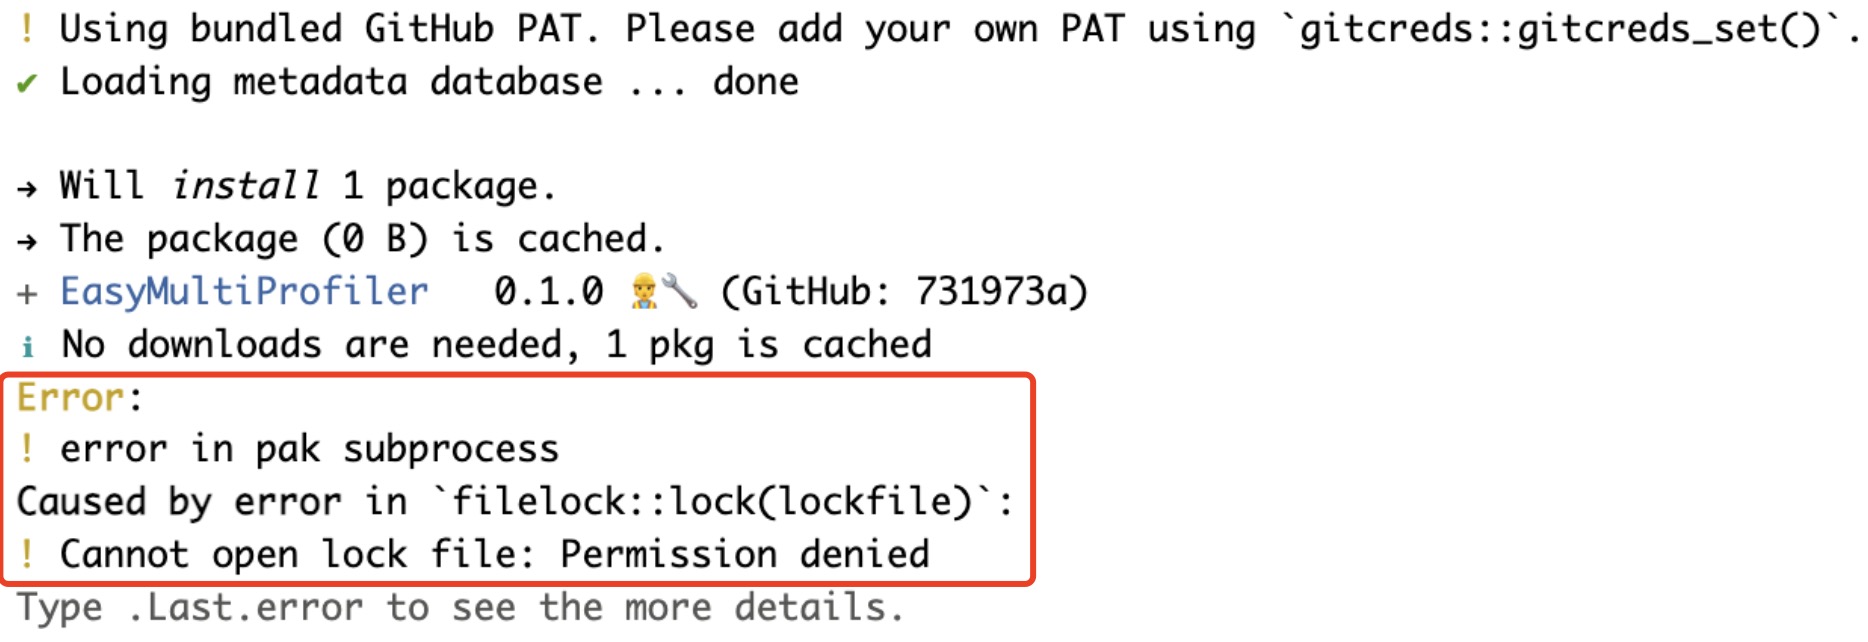 ! Using bundled GitHub PAT. Please add your own PAT using `gitcreds::gitcreds_set()`.
✔ Loading metadata database ... done
→ Will install 1 package.
→ The package (0 B) is cached.
+ EasyMultiProfiler   0.1.0 👷🔧 (GitHub: 731973a)
ℹ No downloads are needed, 1 pkg is cached
Error:
! error in pak subprocess
Caused by error in `filelock::lock(lockfile)`:
! Cannot open lock file: Permission denied
Type .Last.error to see the more details.